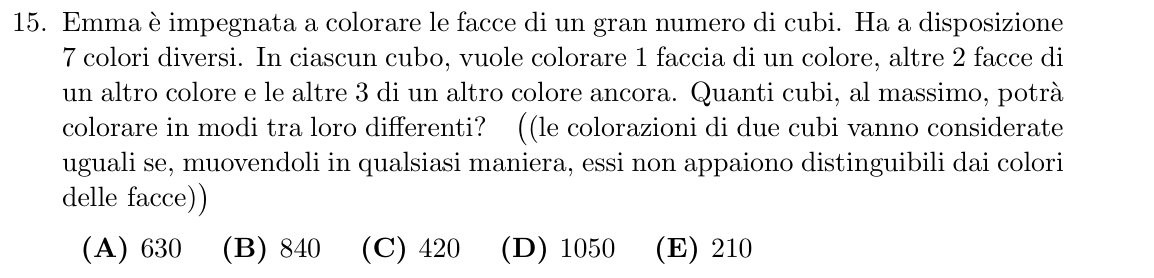 15. Emma è impegnata a colorare le facce di un gran numero di cubi. Ha a disposizione
7 colori diversi. In ciascun cubo, vuole colorare 1 faccia di un colore, altre 2 facce di
un altro colore e le altre 3 di un altro colore ancora. Quanti cubi, al massimo, potrà
colorare in modi tra loro differenti? ((le colorazioni di due cubi vanno considerate
uguali se, muovendoli in qualsiasi maniera, essi non appaiono distinguibili dai colori
delle facce))
(A) 630 (B) 840 (C) 420 (D) 1050 (E) 210